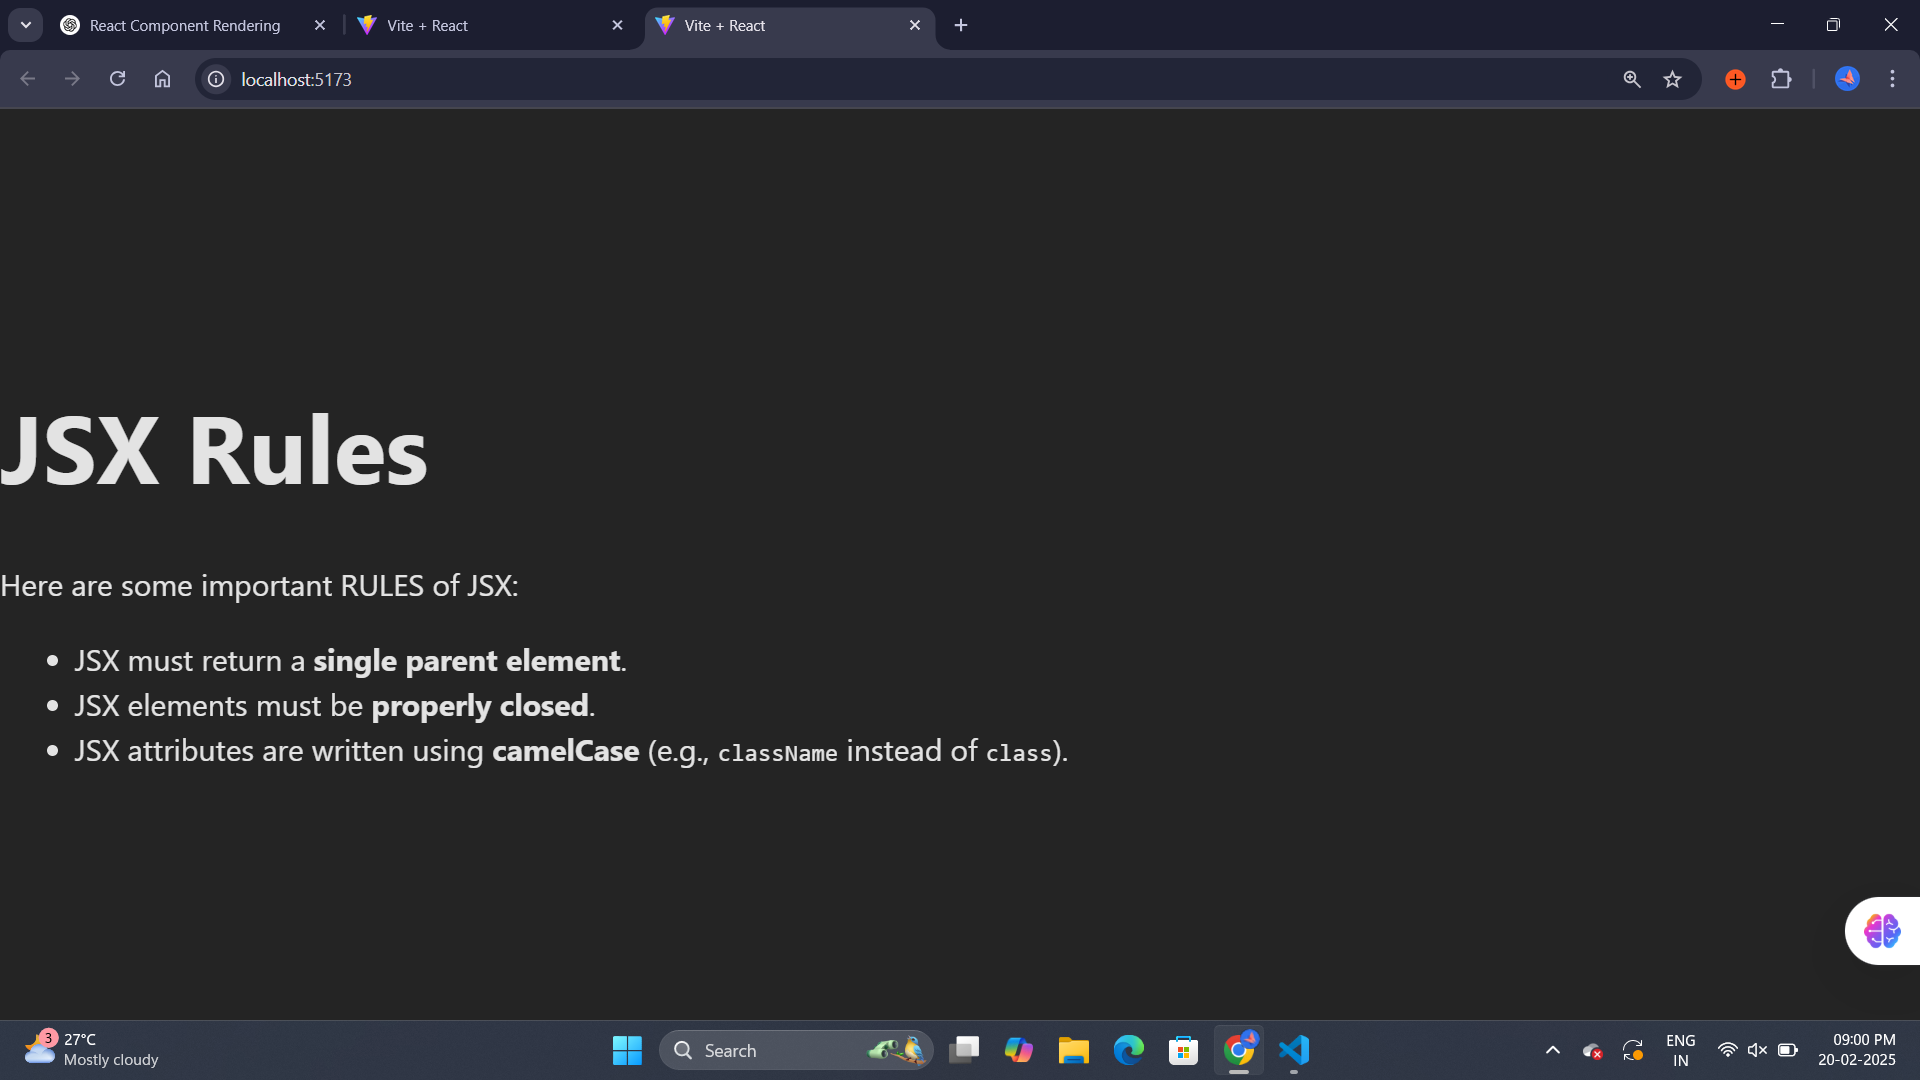 React Component Rendering
Vite + React
Vite + React
localhost:5173
JSX Rules
Here are some important RULES of JSX:
JSX must return a single parent element.
JSX elements must be properly closed.
JSX attributes are written using camelCase (e.g., className instead of class).
3
27°C
Mostly cloudy
Search
ENG
IN
09:00 PM
20-02-2025